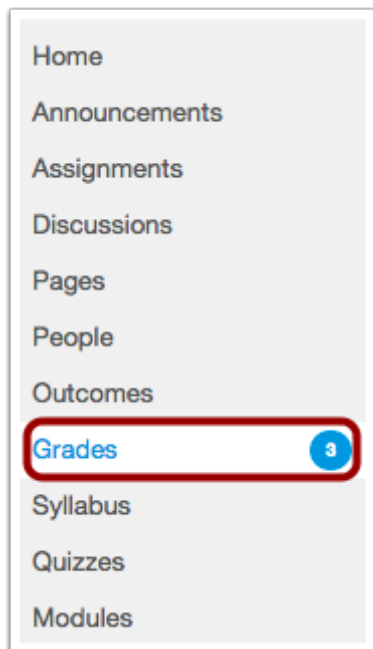 Home
Announcements
Assignments
Discussions
Pages
People
Outcomes
Grades 3
Syllabus
Quizzes
Modules